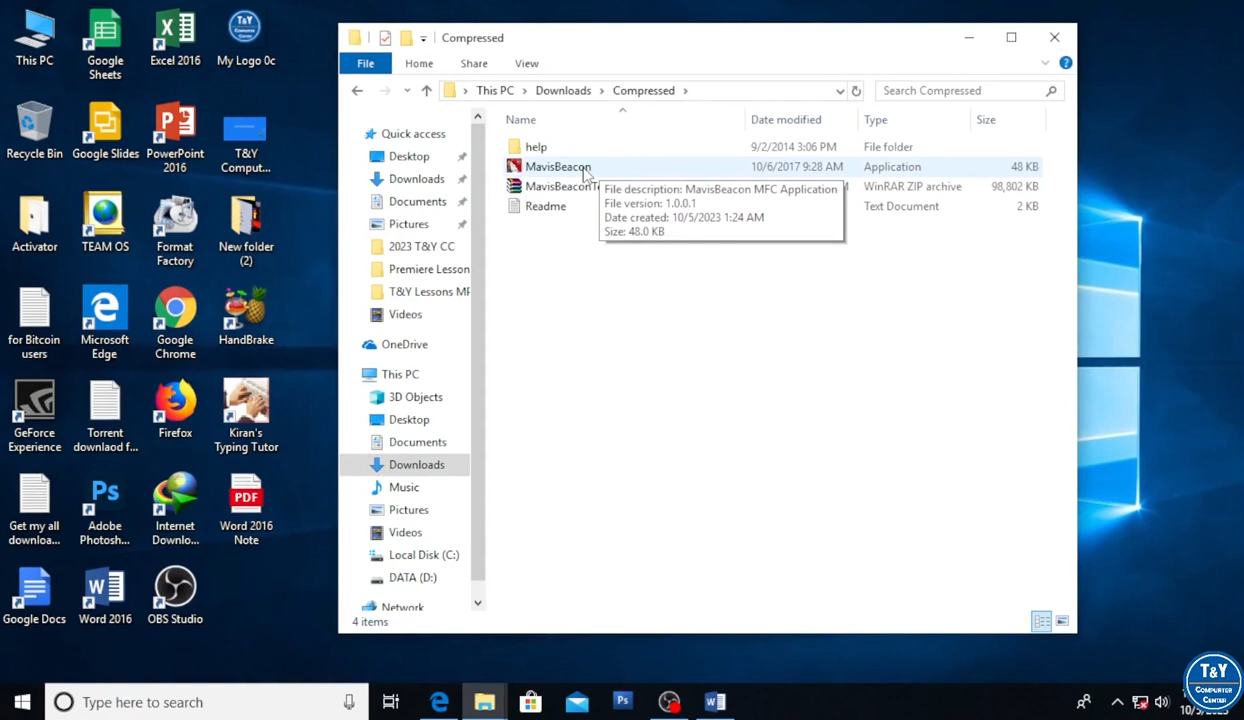 This PC
Google
Sheets
Excel 2016
T&Y
COMPUTER
CENTER
My Logo 0c
Recycle Bin
Google Slides
PowerPoint
2016
T&Y
Comput...
Activator
TEAM OS
Format
Factory
New folder
(2)
for Bitcoin
users
Microsoft
Edge
Google
Chrome
HandBrake
GeForce
Experience
Torrent
downlaod f...
Firefox
Kiran's
Typing Tutor
Get my all
downloa...
Ps
Adobe
Photosh...
Internet
Downlo...
PDF
Word 2016
Note
Google Docs
Word 2016
OBS Studio
Compressed
File Home Share View
This PC Downloads Compressed
Search Compressed
Name Date modified Type Size
help 9/2/2014 3:06 PM File folder
MavisBeacon 10/6/2017 9:28 AM Application 48 KB
MavisBeaconT WinRAR ZIP archive 98,802 KB
Readme Text Document 2 KB
File description: MavisBeacon MFC Application
File version: 1.0.0.1
Date created: 10/5/2023 1:24 AM
Size: 48.0 KB
Quick access
Desktop
Downloads
Documents
Pictures
2023 T&Y CC
Premiere Lesson
T&Y Lessons MF
Videos
OneDrive
This PC
3D Objects
Desktop
Documents
Downloads
Music
Pictures
Videos
Local Disk (C:)
DATA (D:)
Network
4 items
Type here to search
Ps
T&Y
COMPUTER
CENTER